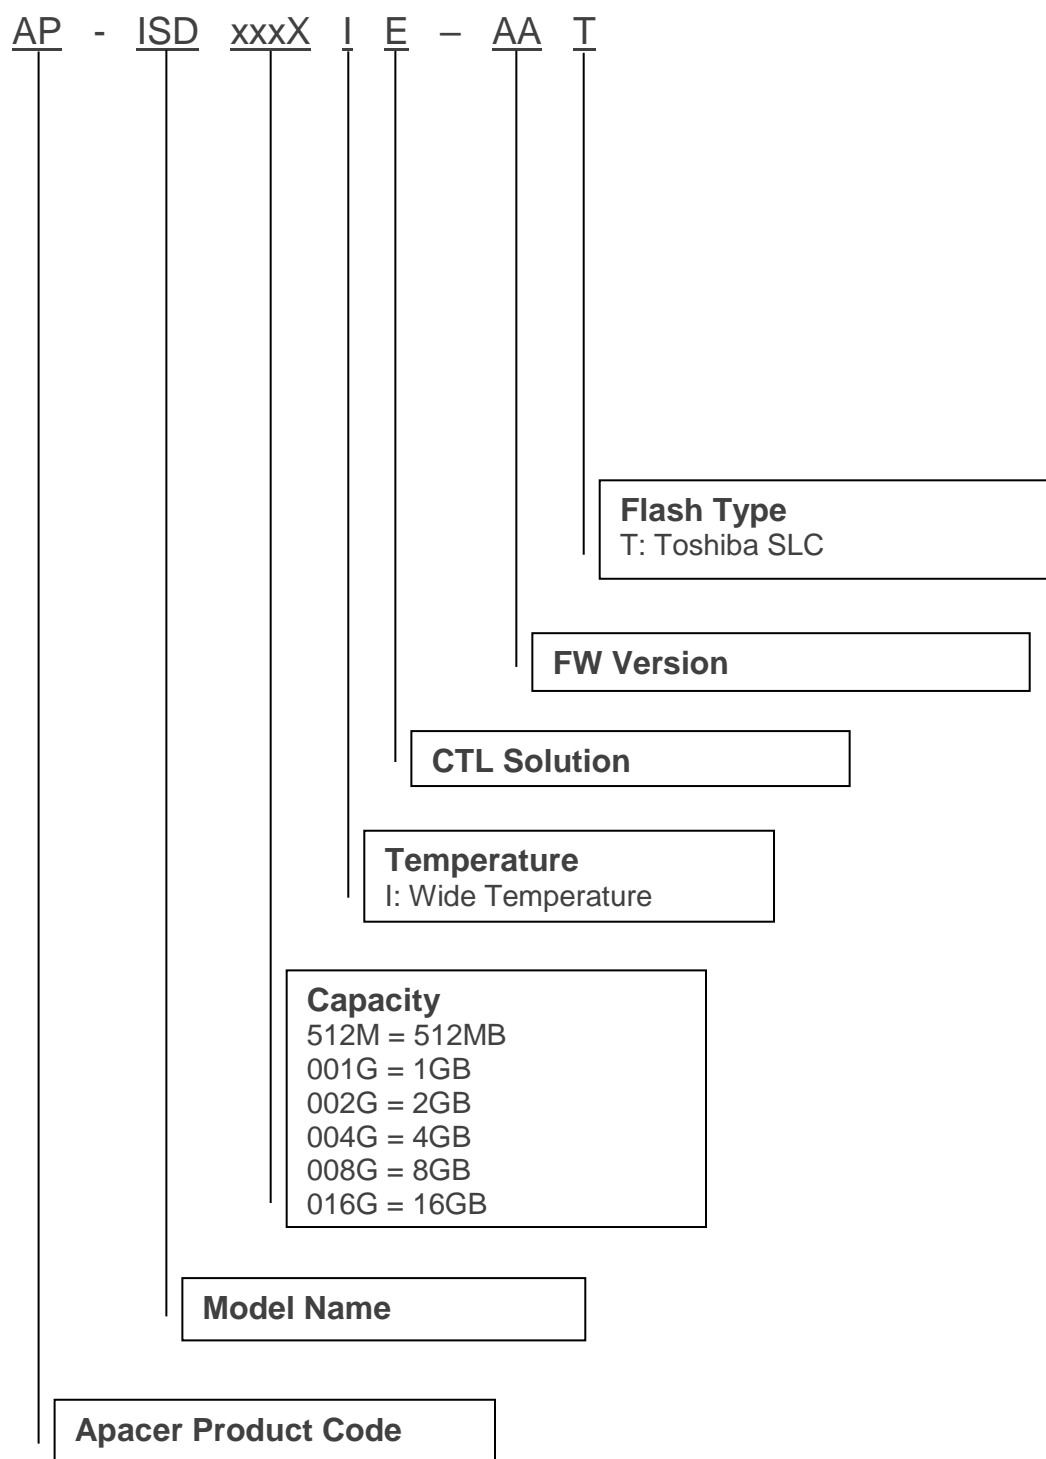 AP - ISD xxxX I E – AA T
Flash Type
T: Toshiba SLC
FW Version
CTL Solution
Temperature
I: Wide Temperature
Capacity
512M = 512MB
001G = 1GB
002G = 2GB
004G = 4GB
008G = 8GB
016G = 16GB
Model Name
Apacer Product Code